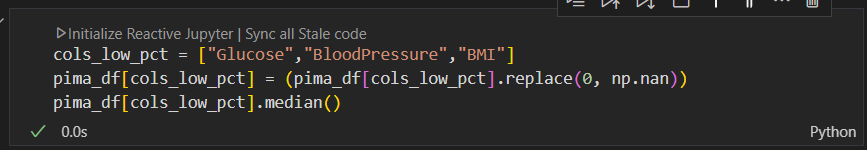 Initialize Reactive Jupyter | Sync all Stale code
cols_low_pct = ["Glucose","BloodPressure","BMI"]
pima_df[cols_low_pct] = (pima_df[cols_low_pct].replace(0, np.nan))
pima_df[cols_low_pct].median()
0.0s
Python